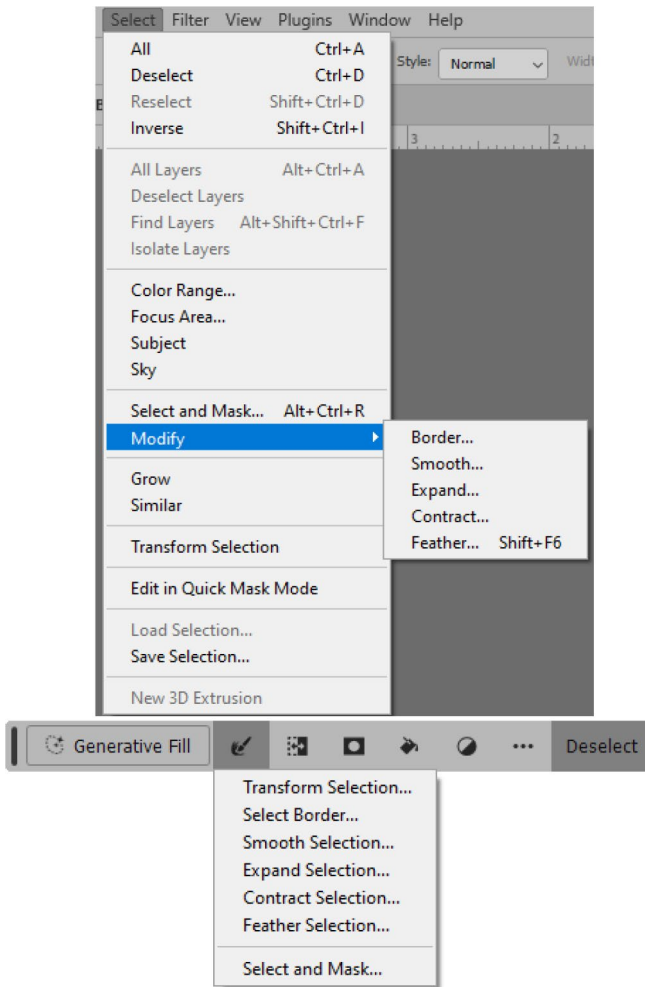 Select Filter View Plugins Window Help
All Ctrl+A
Deselect Ctrl+D
Reselect Shift+Ctrl+D
Inverse Shift+Ctrl+I
All Layers Alt+Ctrl+A
Deselect Layers
Find Layers Alt+Shift+Ctrl+F
Isolate Layers
Color Range...
Focus Area...
Subject
Sky
Select and Mask... Alt+Ctrl+R
Modify
Grow
Similar
Transform Selection
Edit in Quick Mask Mode
Load Selection...
Save Selection...
New 3D Extrusion
Style: Normal
3 2
Border...
Smooth...
Expand...
Contract...
Feather... Shift+F6
Generative Fill ... Deselect
Transform Selection...
Select Border...
Smooth Selection...
Expand Selection...
Contract Selection...
Feather Selection...
Select and Mask...